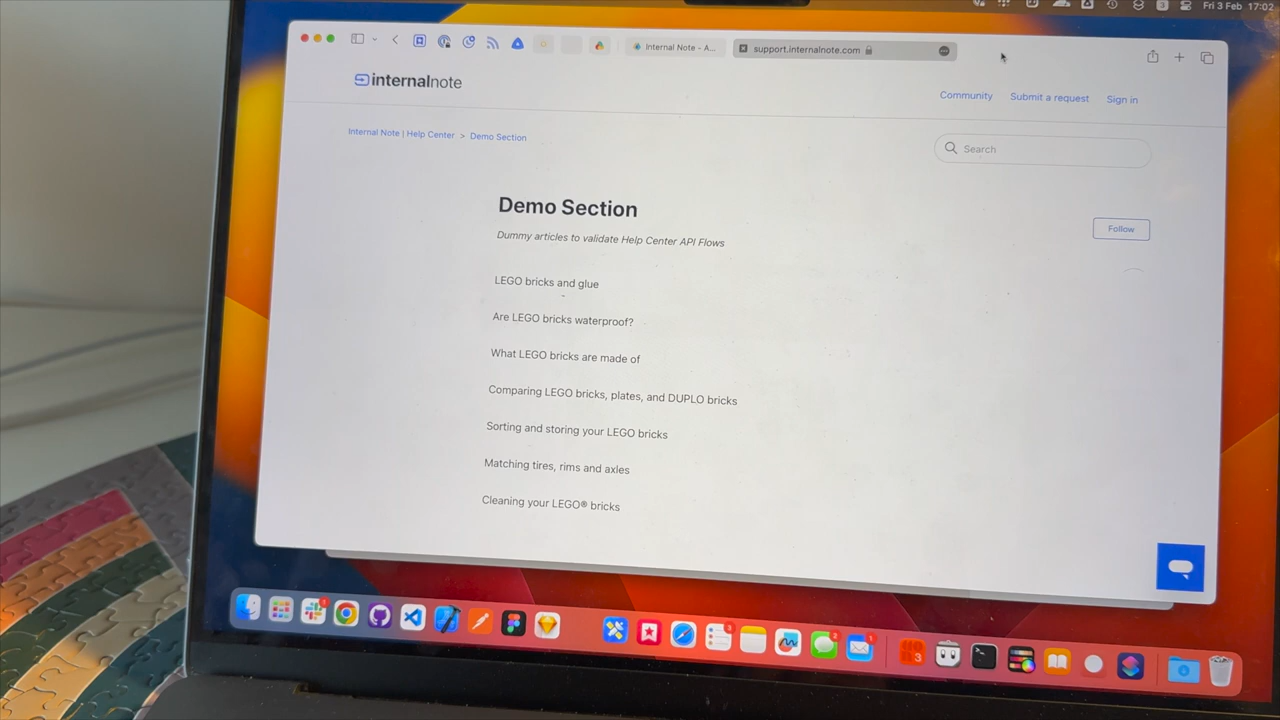 Fri 3 Feb 17:02
Internal Note - A...
support.internalnote.com
internalnote
Community
Submit a request
Sign in
Internal Note | Help Center > Demo Section
Search
Demo Section
Follow
Dummy articles to validate Help Center API Flows
LEGO bricks and glue
Are LEGO bricks waterproof?
What LEGO bricks are made of
Comparing LEGO bricks, plates, and DUPLO bricks
Sorting and storing your LEGO bricks
Matching tires, rims and axles
Cleaning your LEGO® bricks